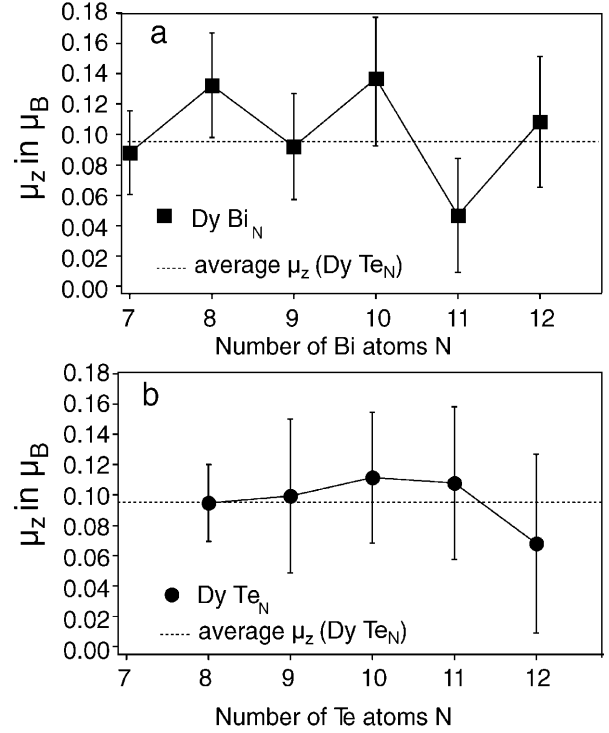 a
0.18
0.16
0.14
0.12
0.10
0.08
0.06
0.04
0.02
0.00
μz in μB
Dy BiN
average μz (Dy TeN)
7 8 9 10 11 12
Number of Bi atoms N
b
0.18
0.16
0.14
0.12
0.10
0.08
0.06
0.04
0.02
0.00
μz in μB
Dy TeN
average μz (Dy TeN)
7 8 9 10 11 12
Number of Te atoms N